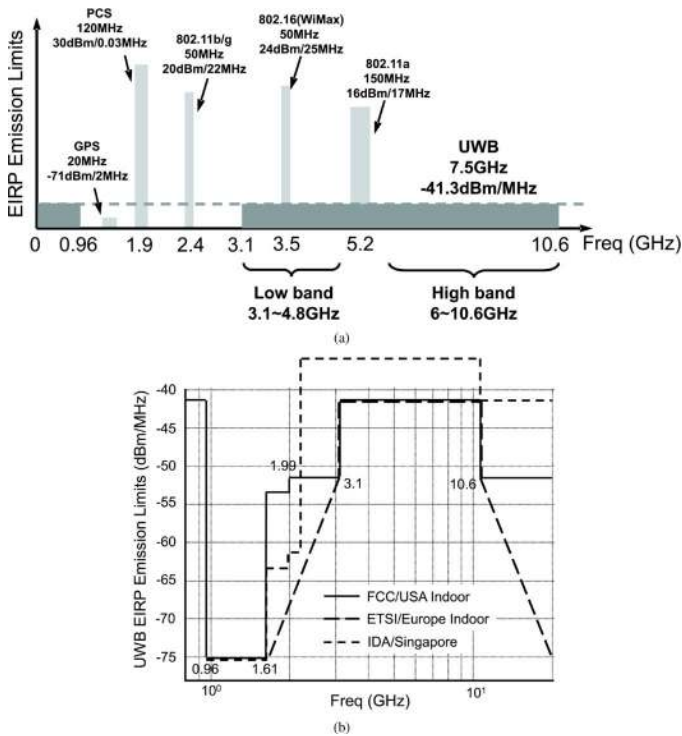 EIRP Emission Limits
PCS
120MHz
30dBm/0.03MHz
802.11b/g
50MHz
20dBm/22MHz
802.16(WiMax)
50MHz
24dBm/25MHz
802.11a
150MHz
16dBm/17MHz
GPS
20MHz
-71dBm/2MHz
UWB
7.5GHz
-41.3dBm/MHz
0 0.96 1.9 2.4 3.1 3.5 5.2 10.6 Freq (GHz)
Low band
3.1~4.8GHz
High band
6~10.6GHz
(a)
UWB EIRP Emission Limits (dBm/MHz)
-40
-45
-50
-55
-60
-65
-70
-75
1.99
3.1
10.6
0.96
1.61
FCC/USA Indoor
ETSI/Europe Indoor
IDA/Singapore
10⁰
10¹
Freq (GHz)
(b)